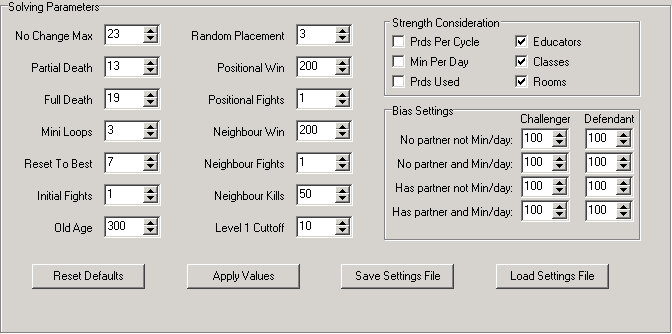 Solving Parameters
No Change Max 23
Partial Death 13
Full Death 19
Mini Loops 3
Reset To Best 7
Initial Fights 1
Old Age 300
Random Placement 3
Positional Win 200
Positional Fights 1
Neighbour Win 200
Neighbour Fights 1
Neighbour Kills 50
Level 1 Cuttoff 10
Strength Consideration
Prds Per Cycle Educators
Min Per Day Classes
Prds Used Rooms
Bias Settings
Challenger Defendant
No partner not Min/day: 100 100
No partner and Min/day: 100 100
Has partner not Min/day: 100 100
Has partner and Min/day: 100 100
Reset Defaults Apply Values Save Settings File Load Settings File